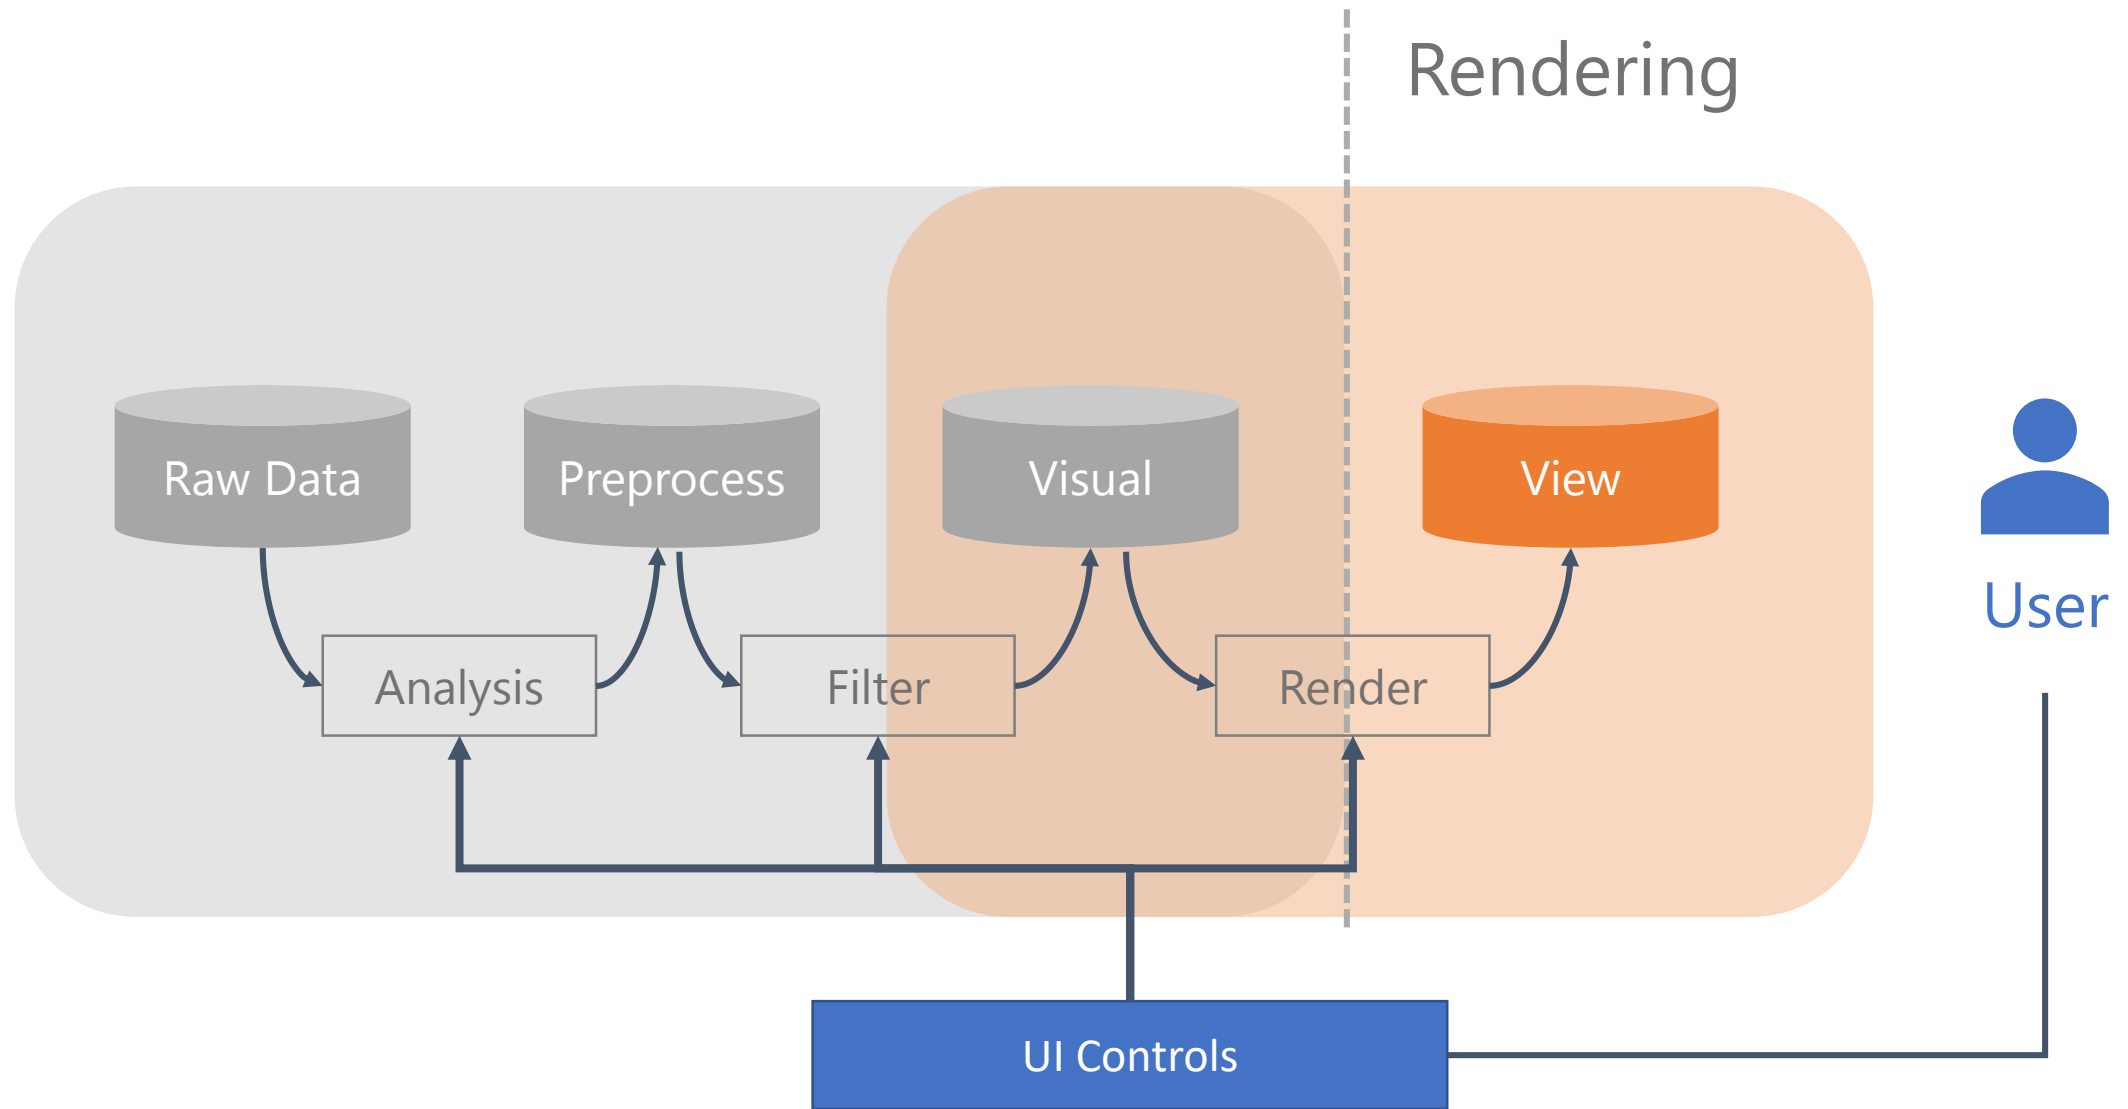 Rendering
Raw Data
Preprocess
Visual
View
User
Analysis
Filter
Render
UI Controls